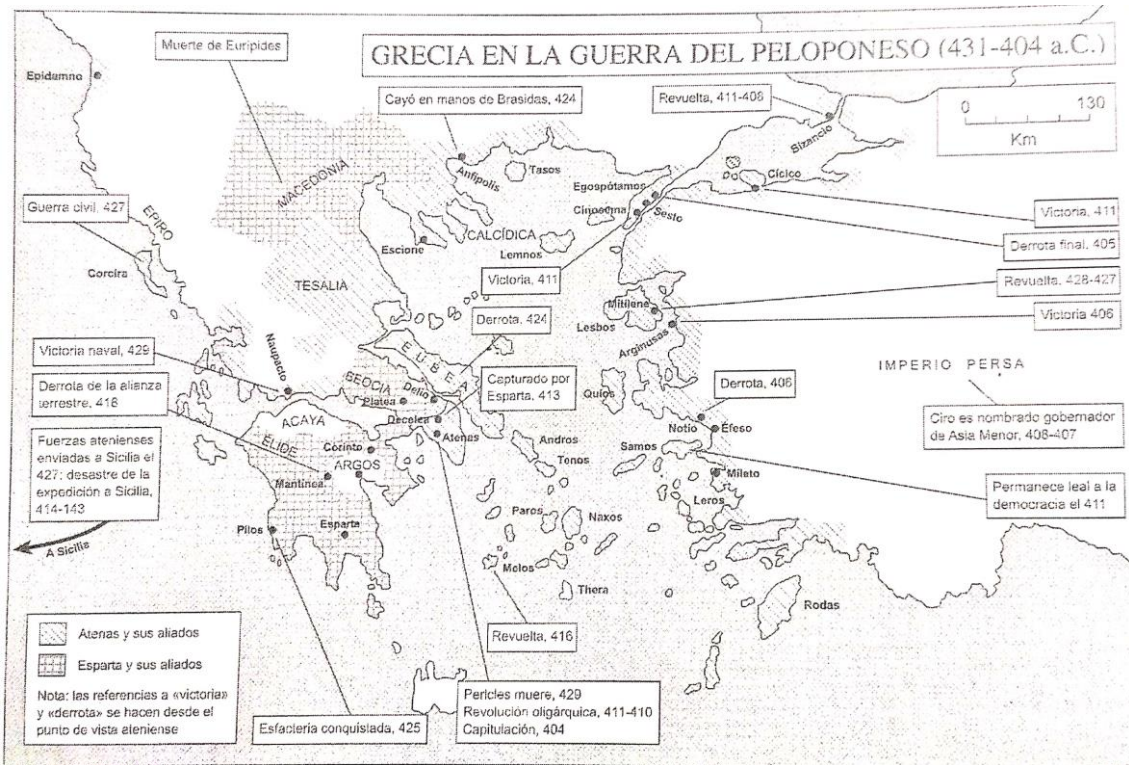 GRECIA EN LA GUERRA DEL PELOPONESO (431-404 a.C.)
Muerte de Eurípides
Epidamno
Cayó en manos de Brasidas, 424
Revuelta, 411-408
0 130
Km
Bizancio
MACEDONIA
Anfípolis
Tasos
Egospótamos
Cícico
Guerra civil, 427
EPIRO
Cinosema
Sesto
Victoria, 411
Escione
CALCÍDICA
Lemnos
Derrota final, 405
Corcira
TESALIA
Victoria, 411
Revuelta, 428-427
Mitilene
Lesbos
Derrota, 424
Victoria 406
Arginusas
Victoria naval, 429
Naupacto
EUBEA
IMPERIO PERSA
Derrota de la alianza
terrestre, 418
BEOCIA
Delio
Platea
Capturado por
Esparta, 413
Quíos
Derrota, 406
Ciro es nombrado gobernador
de Asia Menor, 408-407
ACAYA
Decelea
Notio
Éfeso
Fuerzas atenienses
enviadas a Sicilia el
427; desastre de la
expedición a Sicilia,
414-143
ÉLIDE
Corinto
Atenas
Andros
Samos
ARGOS
Tenos
Mantinea
Mileto
Permanece leal a la
democracia el 411
Leros
Pilos
Esparta
Paros
Naxos
A Sicilia
Melos
Thera
Rodas
Atenas y sus aliados
Revuelta, 416
Esparta y sus aliados
Nota: las referencias a «victoria»
y «derrota» se hacen desde el
punto de vista ateniense
Esfacteria conquistada, 425
Pericles muere, 429
Revolución oligárquica, 411-410
Capitulación, 404